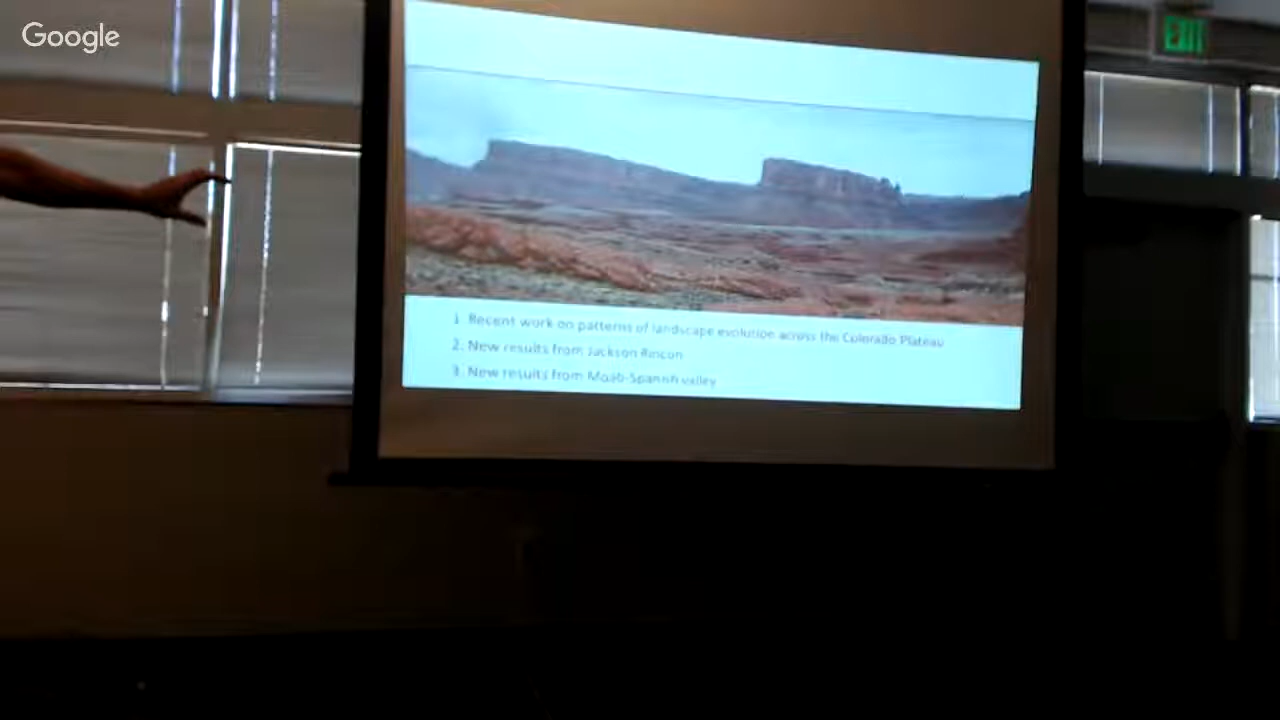 Google
EXIT
1. Recent work on patterns of landscape evolution across the Colorado Plateau
2. New results from Jackson Rincon
3. New results from Moab-Spanish valley